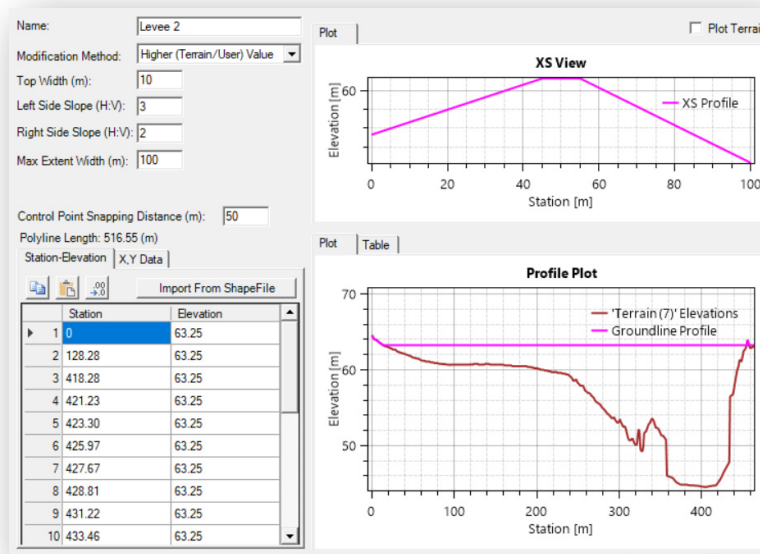 Name: Levee 2
Modification Method: Higher (Terrain/User) Value
Top Width (m): 10
Left Side Slope (H:V): 3
Right Side Slope (H:V): 2
Max Extent Width (m): 100
Control Point Snapping Distance (m): 50
Polyline Length: 516.55 (m)
Station-Elevation X,Y Data
.00 →.0 Import From ShapeFile
Station Elevation
1 0 63.25
2 128.28 63.25
3 418.28 63.25
4 421.23 63.25
5 423.30 63.25
6 425.97 63.25
7 427.67 63.25
8 428.81 63.25
9 431.22 63.25
10 433.46 63.25
Plot
Plot Terrai
XS View
60
Elevation [m]
XS Profile
0 20 40 60 80 100
Station [m]
Plot Table
Profile Plot
70
60
50
Elevation [m]
'Terrain (7)' Elevations
Groundline Profile
0 100 200 300 400
Station [m]